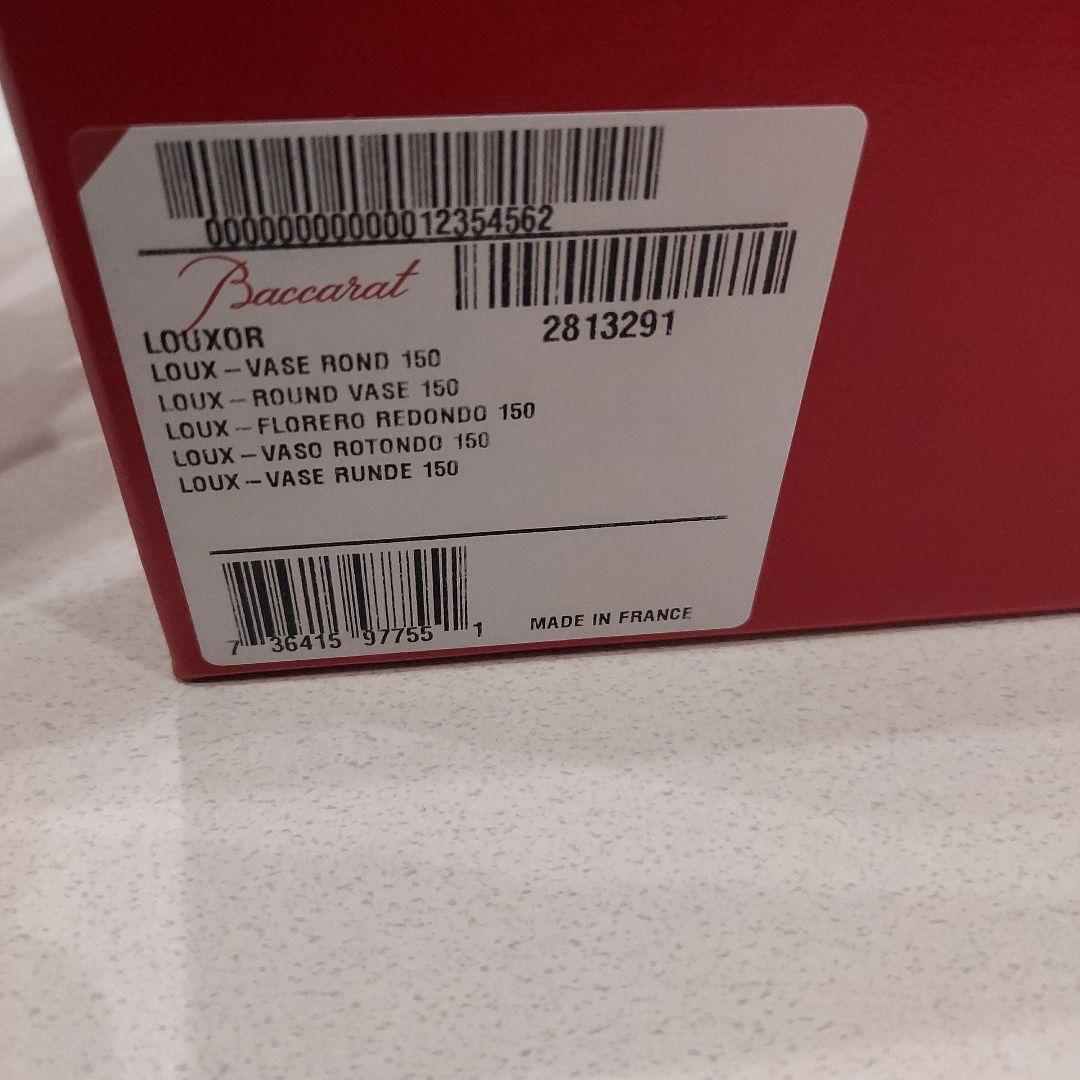 000000000000012354562
Baccarat
LOUXOR
2813291
LOUX-VASE ROND 150
LOUX-ROUND VASE 150
LOUX-FLORERO REDONDO 150
LOUX-VASO ROTONDO 150
LOUX-VASE RUNDE 150
7 36415 97755 1
MADE IN FRANCE